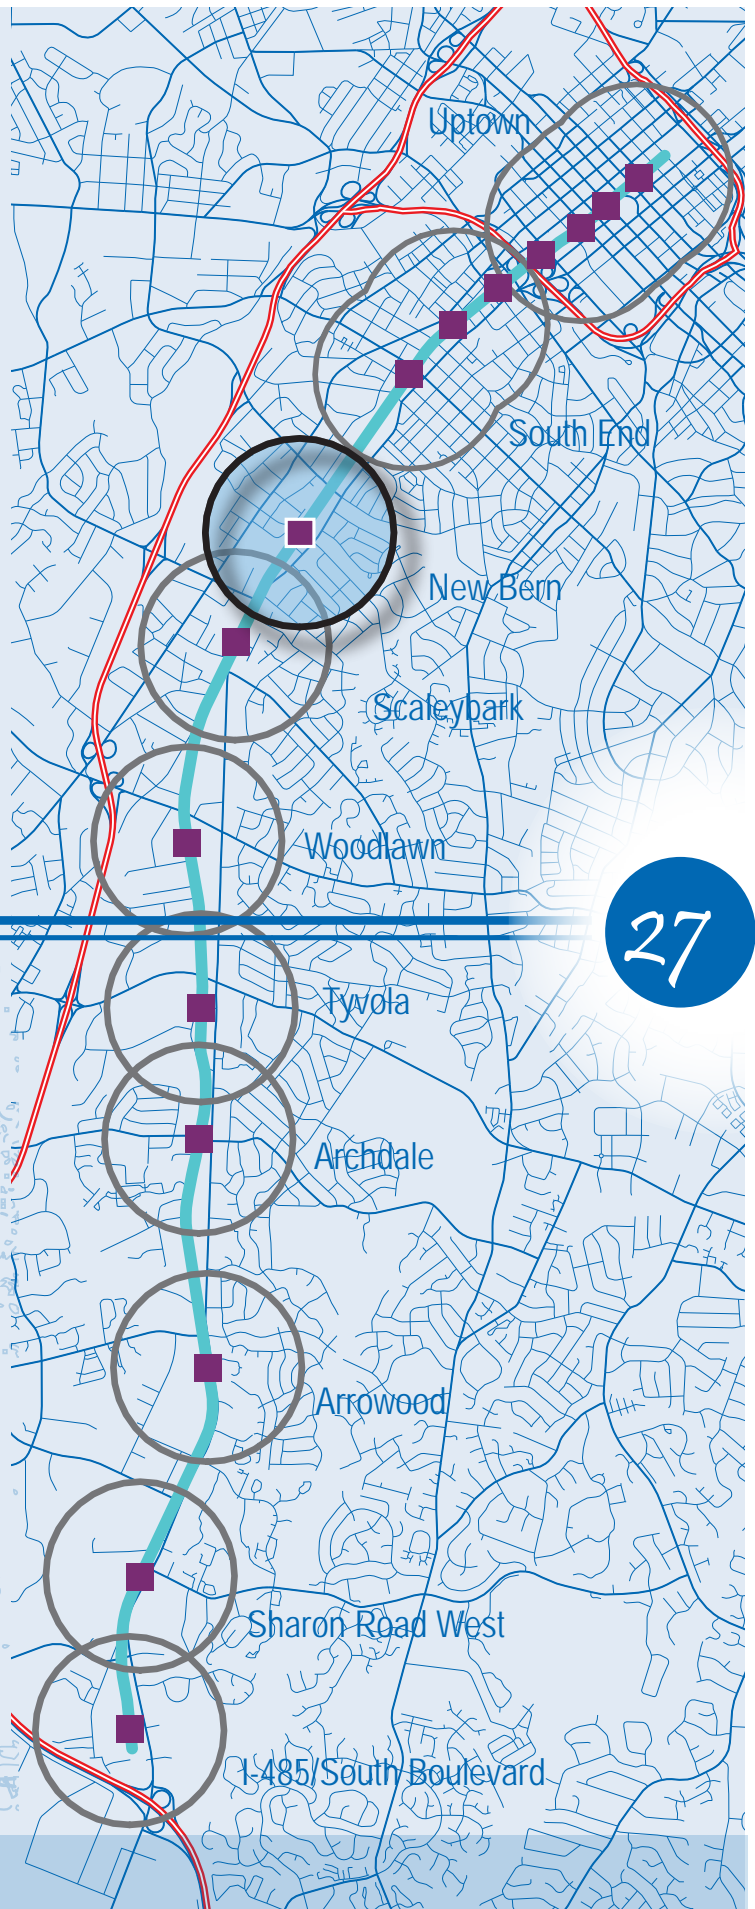 Uptown
South End
New Bern
Scaleybark
Woodlawn
27
Tyvola
Archdale
Arrowood
Sharon Road West
I-485/South Boulevard